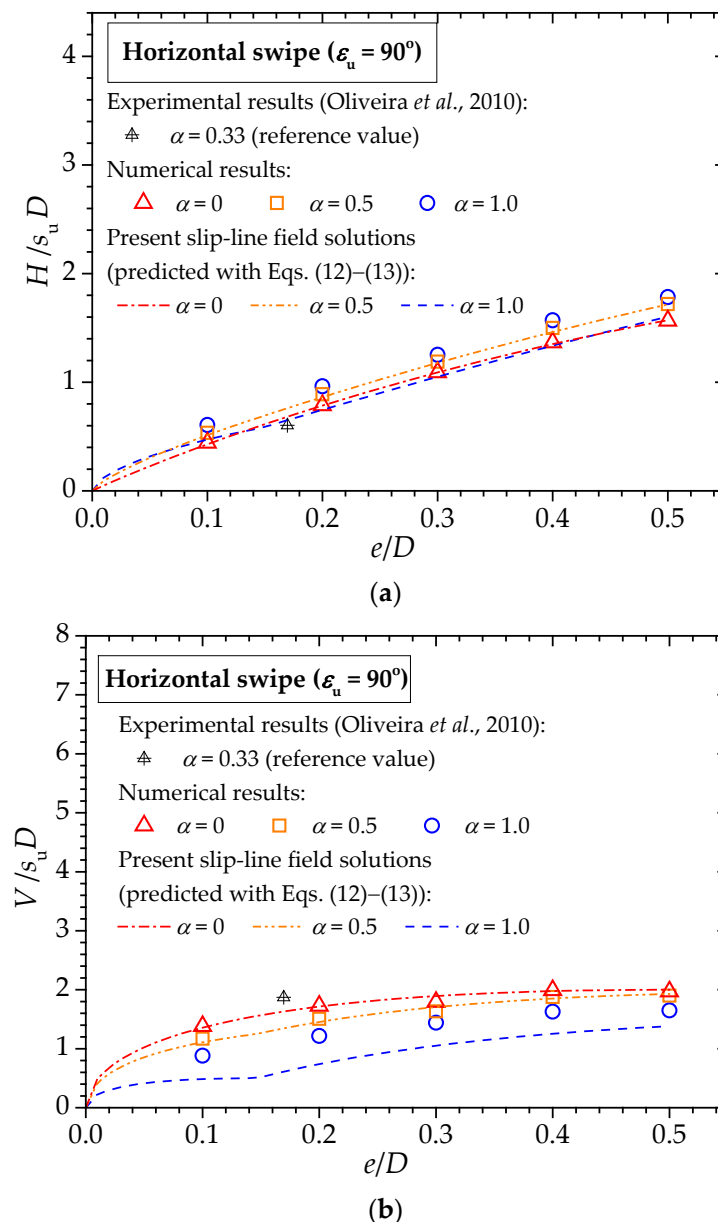 4
3
2
1
0
H/sᵤD
Horizontal swipe (εᵤ = 90°)
Experimental results (Oliveira et al., 2010):
α = 0.33 (reference value)
Numerical results:
α = 0 α = 0.5 α = 1.0
Present slip-line field solutions
(predicted with Eqs. (12)–(13)):
α = 0 α = 0.5 α = 1.0
0.0 0.1 0.2 0.3 0.4 0.5
e/D
(a)
8
7
6
5
4
3
2
1
0
V/sᵤD
Horizontal swipe (εᵤ = 90°)
Experimental results (Oliveira et al., 2010):
α = 0.33 (reference value)
Numerical results:
α = 0 α = 0.5 α = 1.0
Present slip-line field solutions
(predicted with Eqs. (12)–(13)):
α = 0 α = 0.5 α = 1.0
0.0 0.1 0.2 0.3 0.4 0.5
e/D
(b)